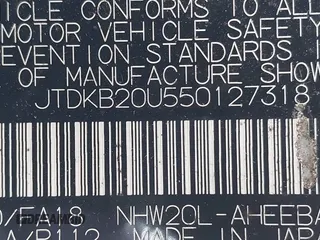 ICLE CONFORMS TO ALL
MOTOR VEHICLE SAFETY
EVENTION STANDARDS I
OF MANUFACTURE SHOW
JTDKB20U550127318
FA18 NHW20L-AHEEBA
A/B112 MADE IN JAPA